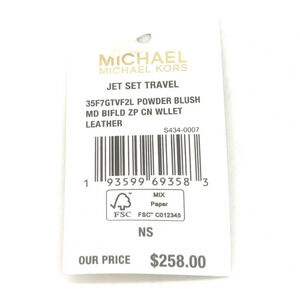 MICHAEL
MICHAEL KORS
JET SET TRAVEL
35F7GTVF2L POWDER BLUSH
MD BIFLD ZP CN WLLET
LEATHER
S434-0007
1 93599 69358 3
FSC
MIX
Paper
FSC® C012345
NS
OUR PRICE $258.00